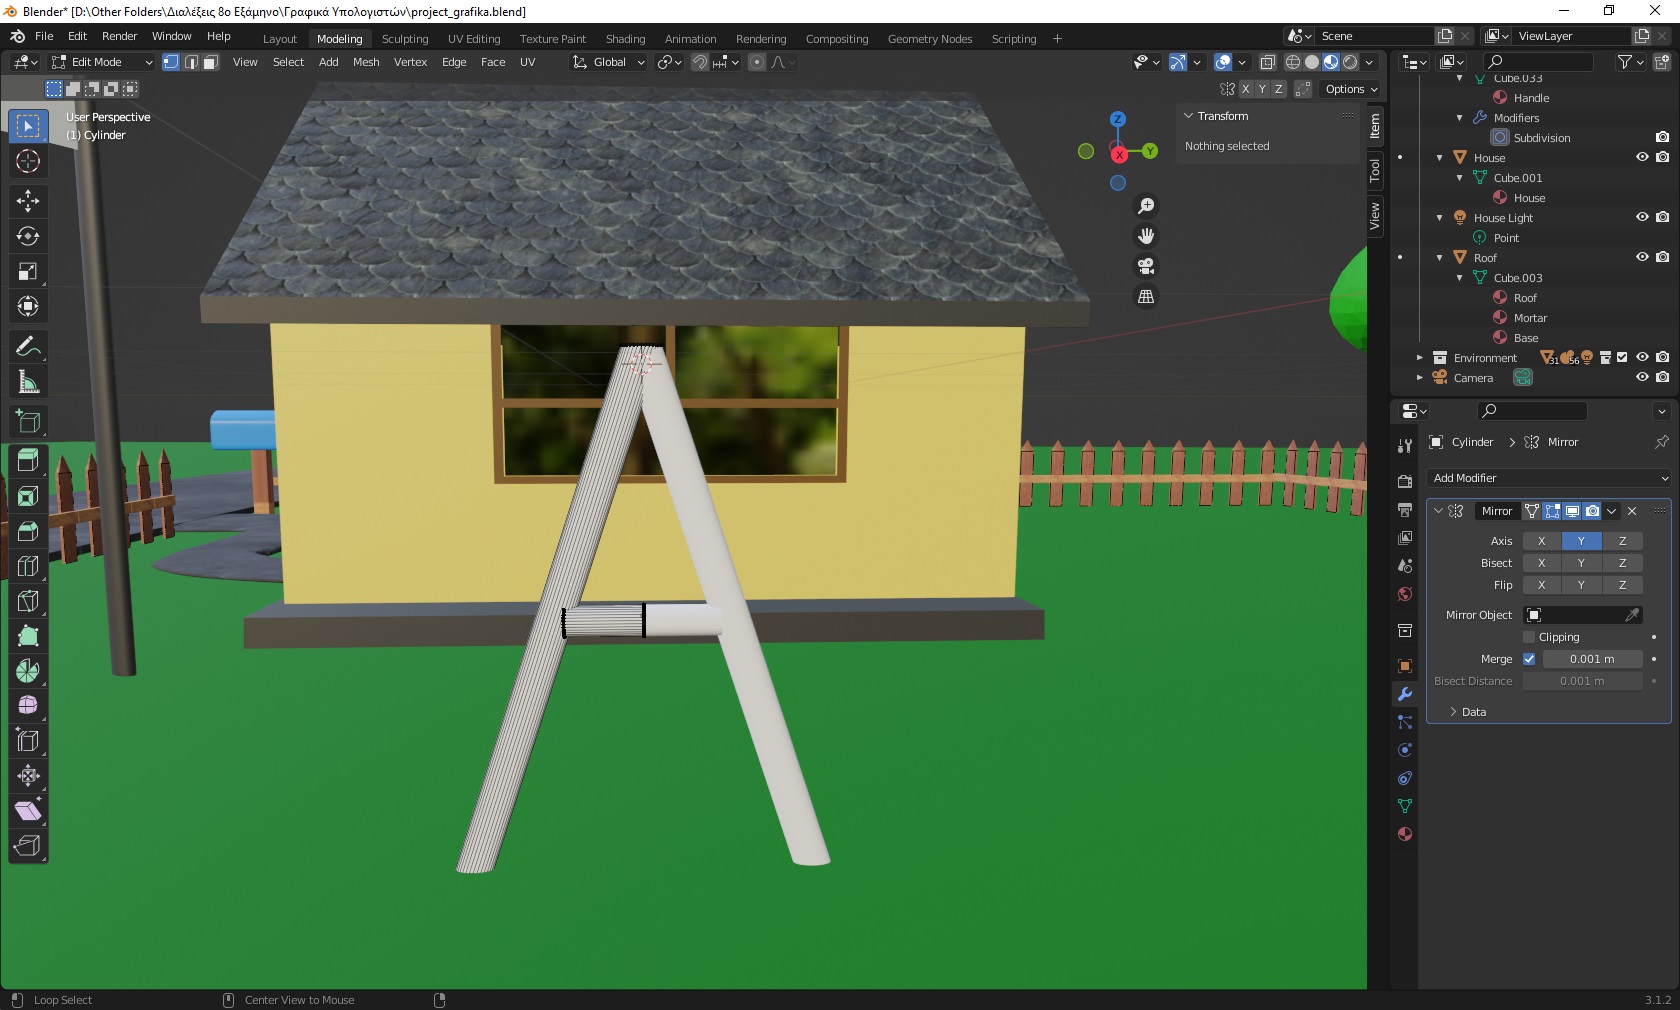 Blender* [D:\Other Folders\Διαλέξεις 8ο Εξάμηνο\Γραφικά Υπολογιστών\project_grafika.blend]
File Edit Render Window Help Layout Modeling Sculpting UV Editing Texture Paint Shading Animation Rendering Compositing Geometry Nodes Scripting + Scene ViewLayer
Edit Mode View Select Add Mesh Vertex Edge Face UV Global
X Y Z Options
User Perspective
(1) Cylinder
Z
Y
X
Transform
Nothing selected
Item
Tool
View
Cube.033
Handle
Modifiers
Subdivision
House
Cube.001
House
House Light
Point
Roof
Cube.003
Roof
Mortar
Base
Environment 31 56
Camera
Cylinder > Mirror
Add Modifier
Mirror
Axis X Y Z
Bisect X Y Z
Flip X Y Z
Mirror Object
Clipping
Merge 0.001 m
Bisect Distance 0.001 m
Data
Loop Select Center View to Mouse 3.1.2